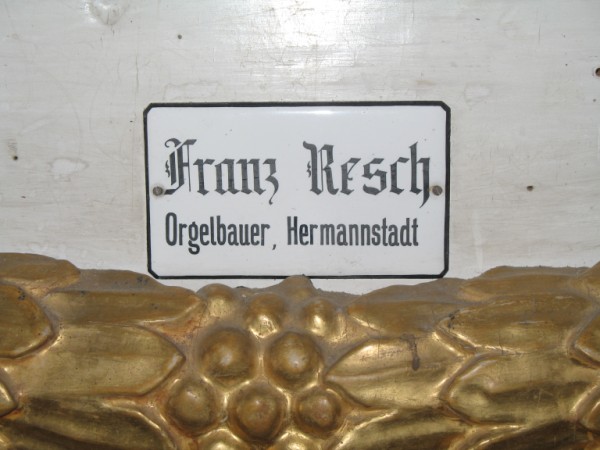 Franz Resch
Orgelbauer, Hermannstadt